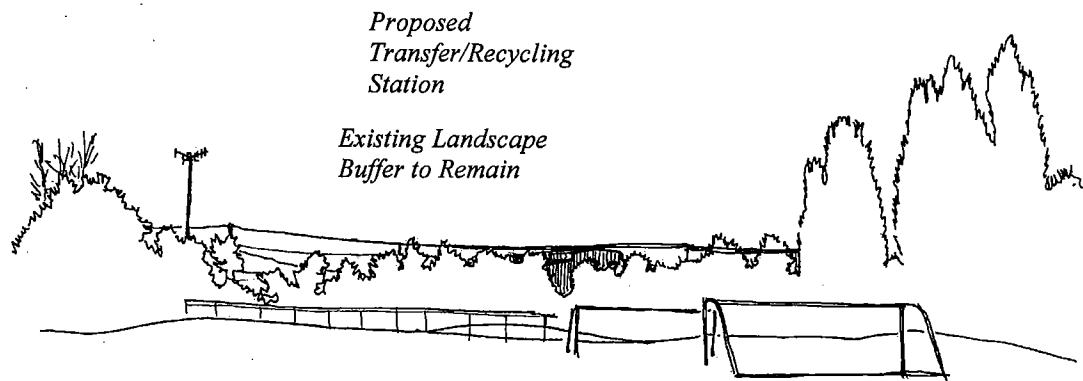 Proposed
Transfer/Recycling
Station
Existing Landscape
Buffer to Remain